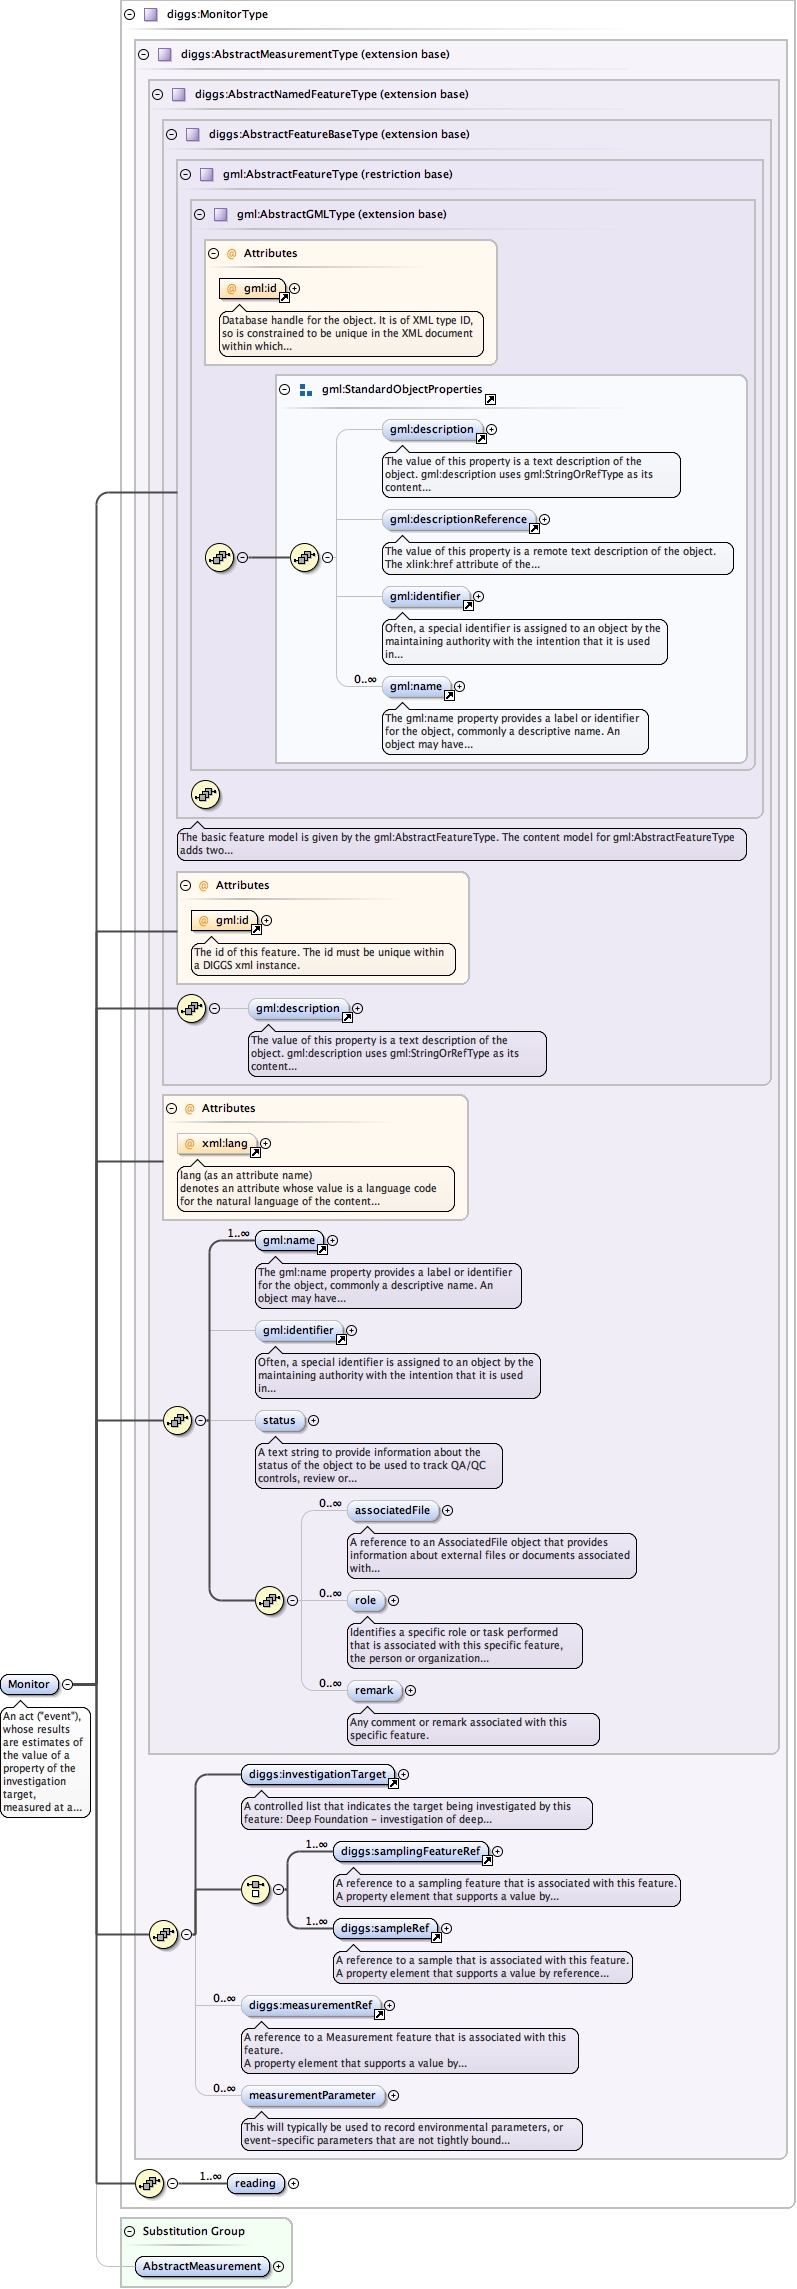 diggs:MonitorType
diggs:AbstractMeasurementType (extension base)
diggs:AbstractNamedFeatureType (extension base)
diggs:AbstractFeatureBaseType (extension base)
gml:AbstractFeatureType (restriction base)
gml:AbstractGMLType (extension base)
@ Attributes
@ gml:id
Database handle for the object. It is of XML type ID,
so is constrained to be unique in the XML document
within which...
gml:StandardObjectProperties
gml:description
The value of this property is a text description of the
object. gml:description uses gml:StringOrRefType as its
content...
gml:descriptionReference
The value of this property is a remote text description of the object.
The xlink:href attribute of the...
gml:identifier
Often, a special identifier is assigned to an object by the
maintaining authority with the intention that it is used
in...
0..∞
gml:name
The gml:name property provides a label or identifier
for the object, commonly a descriptive name. An
object may have...
The basic feature model is given by the gml:AbstractFeatureType. The content model for gml:AbstractFeatureType
adds two...
@ Attributes
@ gml:id
The id of this feature. The id must be unique within
a DIGGS xml instance.
gml:description
The value of this property is a text description of the
object. gml:description uses gml:StringOrRefType as its
content...
@ Attributes
@ xml:lang
lang (as an attribute name)
denotes an attribute whose value is a language code
for the natural language of the content...
1..∞
gml:name
The gml:name property provides a label or identifier
for the object, commonly a descriptive name. An
object may have...
gml:identifier
Often, a special identifier is assigned to an object by the
maintaining authority with the intention that it is used
in...
status
A text string to provide information about the
status of the object to be used to track QA/QC
controls, review or...
0..∞
associatedFile
A reference to an AssociatedFile object that provides
information about external files or documents associated
with...
0..∞
role
Identifies a specific role or task performed
that is associated with this specific feature,
the person or organization...
0..∞
remark
Any comment or remark associated with this
specific feature.
Monitor
An act ("event"),
whose results
are estimates of
the value of a
property of the
investigation
target,
measured at a...
diggs:investigationTarget
A controlled list that indicates the target being investigated by this
feature: Deep Foundation – investigation of deep...
1..∞
diggs:samplingFeatureRef
A reference to a sampling feature that is associated with this feature.
A property element that supports a value by...
1..∞
diggs:sampleRef
A reference to a sample that is associated with this feature.
A property element that supports a value by reference...
0..∞
diggs:measurementRef
A reference to a Measurement feature that is associated with this
feature.
A property element that supports a value by...
0..∞
measurementParameter
This will typically be used to record environmental parameters, or
event-specific parameters that are not tightly bound...
1..∞
reading
Substitution Group
AbstractMeasurement